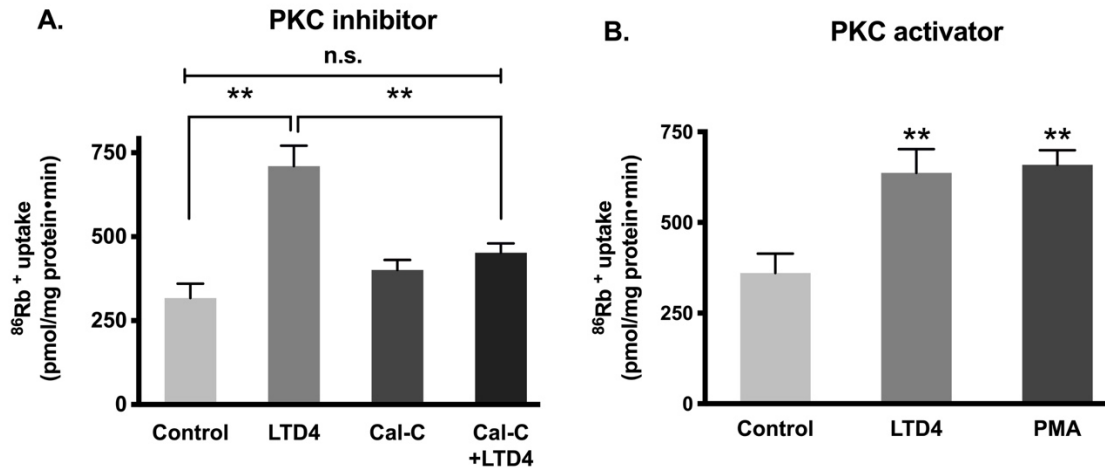 A.
PKC inhibitor
n.s.
**
**
750
500
250
0
⁸⁶Rb⁺ uptake
(pmol/mg protein•min)
Control
LTD4
Cal-C
Cal-C
+LTD4
B.
PKC activator
**
**
750
500
250
0
⁸⁶Rb⁺ uptake
(pmol/mg protein•min)
Control
LTD4
PMA